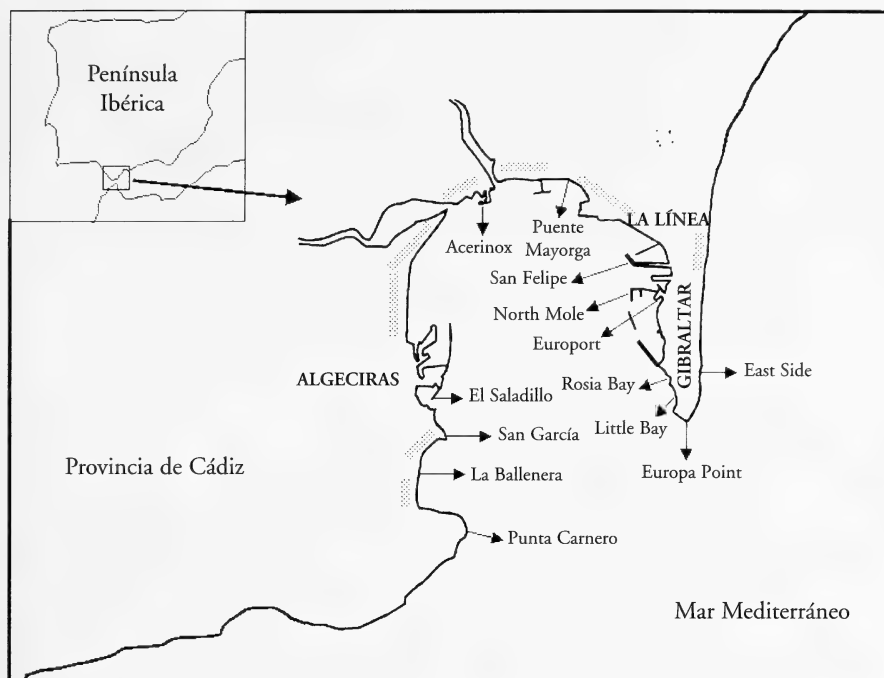 Península
Ibérica
Acerinox
Puente
Mayorga
LA LÍNEA
San Felipe
North Mole
Europort
GIBRALTAR
ALGECIRAS
El Saladillo
Rosia Bay
East Side
Little Bay
San García
Provincia de Cádiz
La Ballenera
Europa Point
Punta Carnero
Mar Mediterráneo